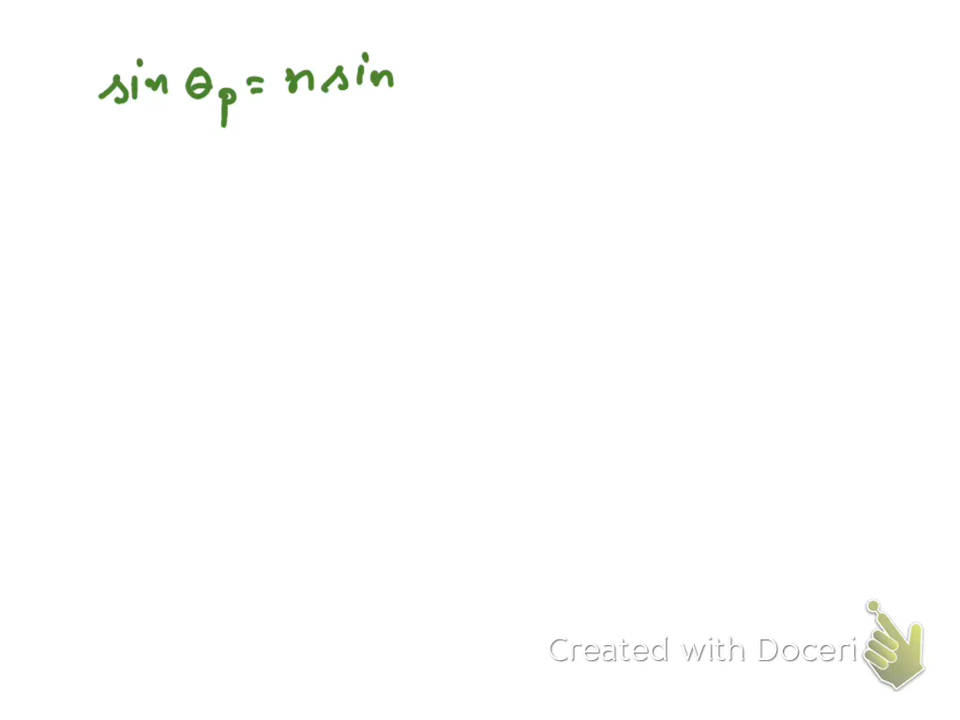 sin θp = n sin
Created with Doceri